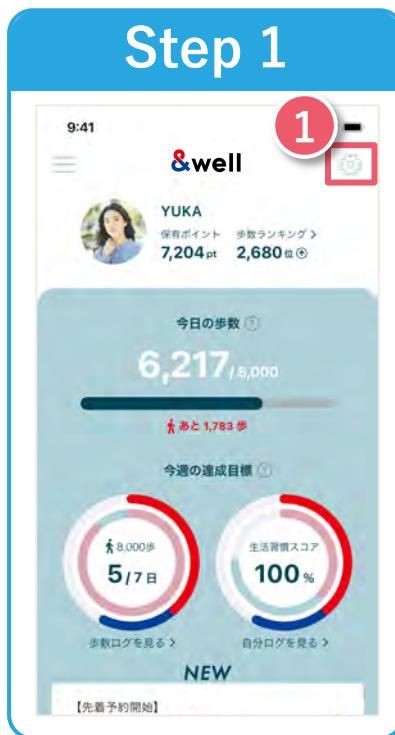 Step 1
1
9:41
&well
YUKA
保有ポイント 歩数ランキング >
7,204 pt 2,680 位
今日の歩数 ?
6,217/8,000
あと 1,783 歩
今週の達成目標 ?
8,000歩 生活習慣スコア
5/7日 100 %
歩数ログを見る > 自分ログを見る >
NEW
【先着予約開始】